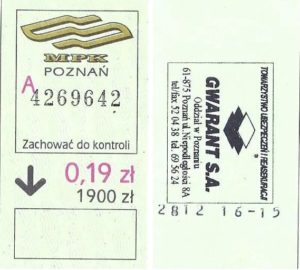 MPK
POZNAŃ
A
4269642
Zachować do kontroli
0,19 zł
1900 zł
TOWARZYSTWO UBEZPIECZEŃ I REASEKURACJI
GWARANT S.A.
Oddział w Poznaniu
61-875 Poznań ul. Niepodległości 8A
tel/fax 52 04 38 tel. 69 56 24
2812 16-15